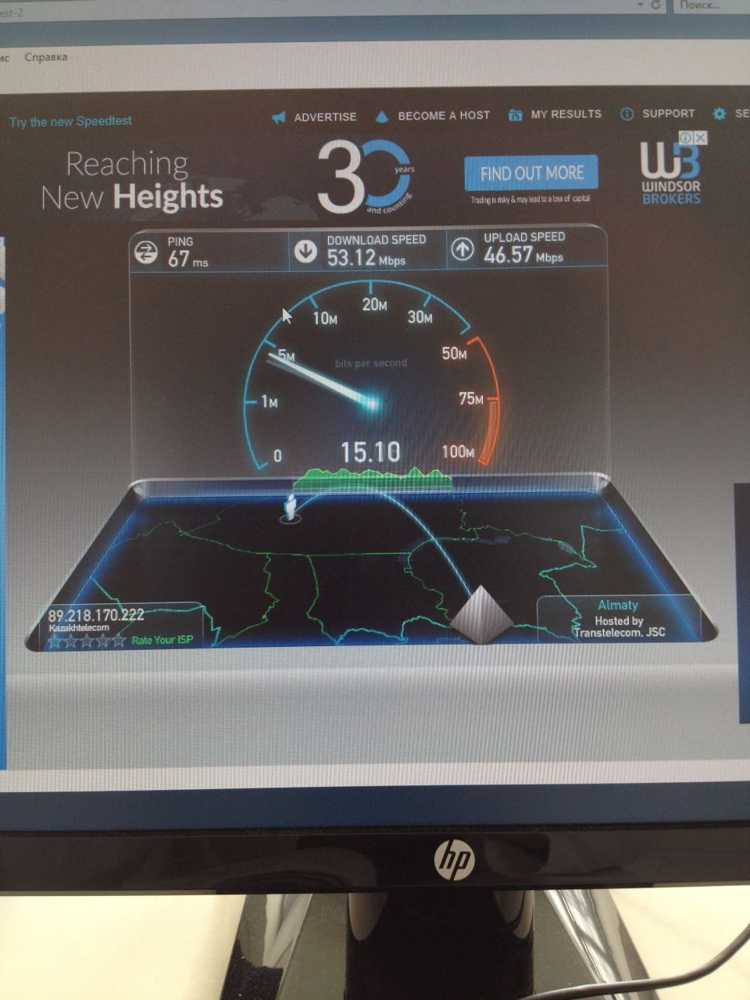 est-2
Поиск...
ис Справка
Try the new Speedtest
ADVERTISE
BECOME A HOST
MY RESULTS
SUPPORT
SE
Reaching
New Heights
30
years
and counting
FIND OUT MORE
Trading is risky & may lead to a loss of capital
WB
WINDSOR
BROKERS
PING
67 ms
DOWNLOAD SPEED
53.12 Mbps
UPLOAD SPEED
46.57 Mbps
0
1M
5M
10M
20M
30M
50M
75M
100M
bits per second
15.10
89.218.170.222
Kazakhtelecom
Rate Your ISP
Almaty
Hosted by
Transtelecom, JSC
hp